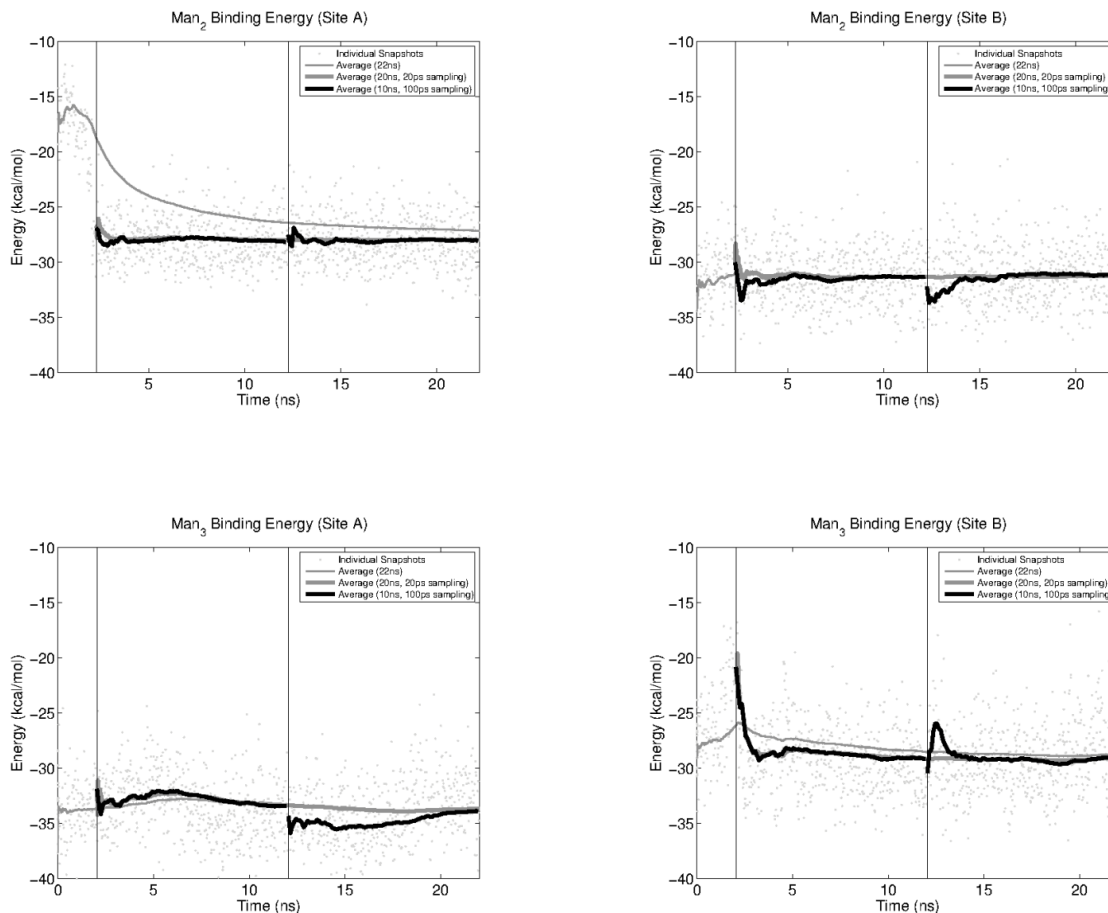 Man₂ Binding Energy (Site A)
−10
−15
−20
−25
−30
−35
−40
Energy (kcal/mol)
5
10
15
20
Time (ns)
Individual Snapshots
Average (22ns)
Average (20ns, 20ps sampling)
Average (10ns, 100ps sampling)
Man₂ Binding Energy (Site B)
−10
−15
−20
−25
−30
−35
−40
Energy (kcal/mol)
5
10
15
20
Time (ns)
Individual Snapshots
Average (22ns)
Average (20ns, 20ps sampling)
Average (10ns, 100ps sampling)
Man₃ Binding Energy (Site A)
−10
−15
−20
−25
−30
−35
−40
Energy (kcal/mol)
0
5
10
15
20
Time (ns)
Individual Snapshots
Average (22ns)
Average (20ns, 20ps sampling)
Average (10ns, 100ps sampling)
Man₃ Binding Energy (Site B)
−10
−15
−20
−25
−30
−35
−40
Energy (kcal/mol)
0
5
10
15
20
Time (ns)
Individual Snapshots
Average (22ns)
Average (20ns, 20ps sampling)
Average (10ns, 100ps sampling)